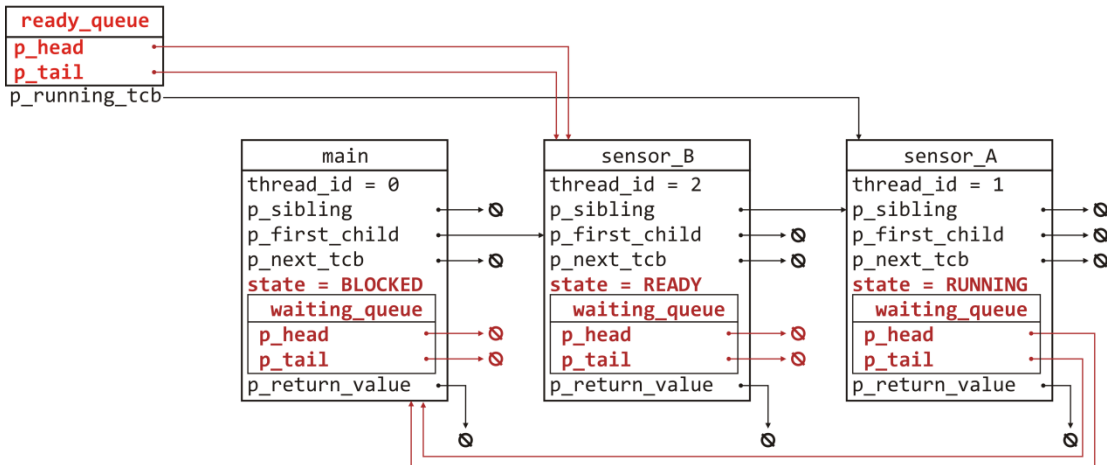 ready_queue
p_head
p_tail
p_running_tcb
main
thread_id = 0
p_sibling
p_first_child
p_next_tcb
state = BLOCKED
waiting_queue
p_head
p_tail
p_return_value
sensor_B
thread_id = 2
p_sibling
p_first_child
p_next_tcb
state = READY
waiting_queue
p_head
p_tail
p_return_value
sensor_A
thread_id = 1
p_sibling
p_first_child
p_next_tcb
state = RUNNING
waiting_queue
p_head
p_tail
p_return_value